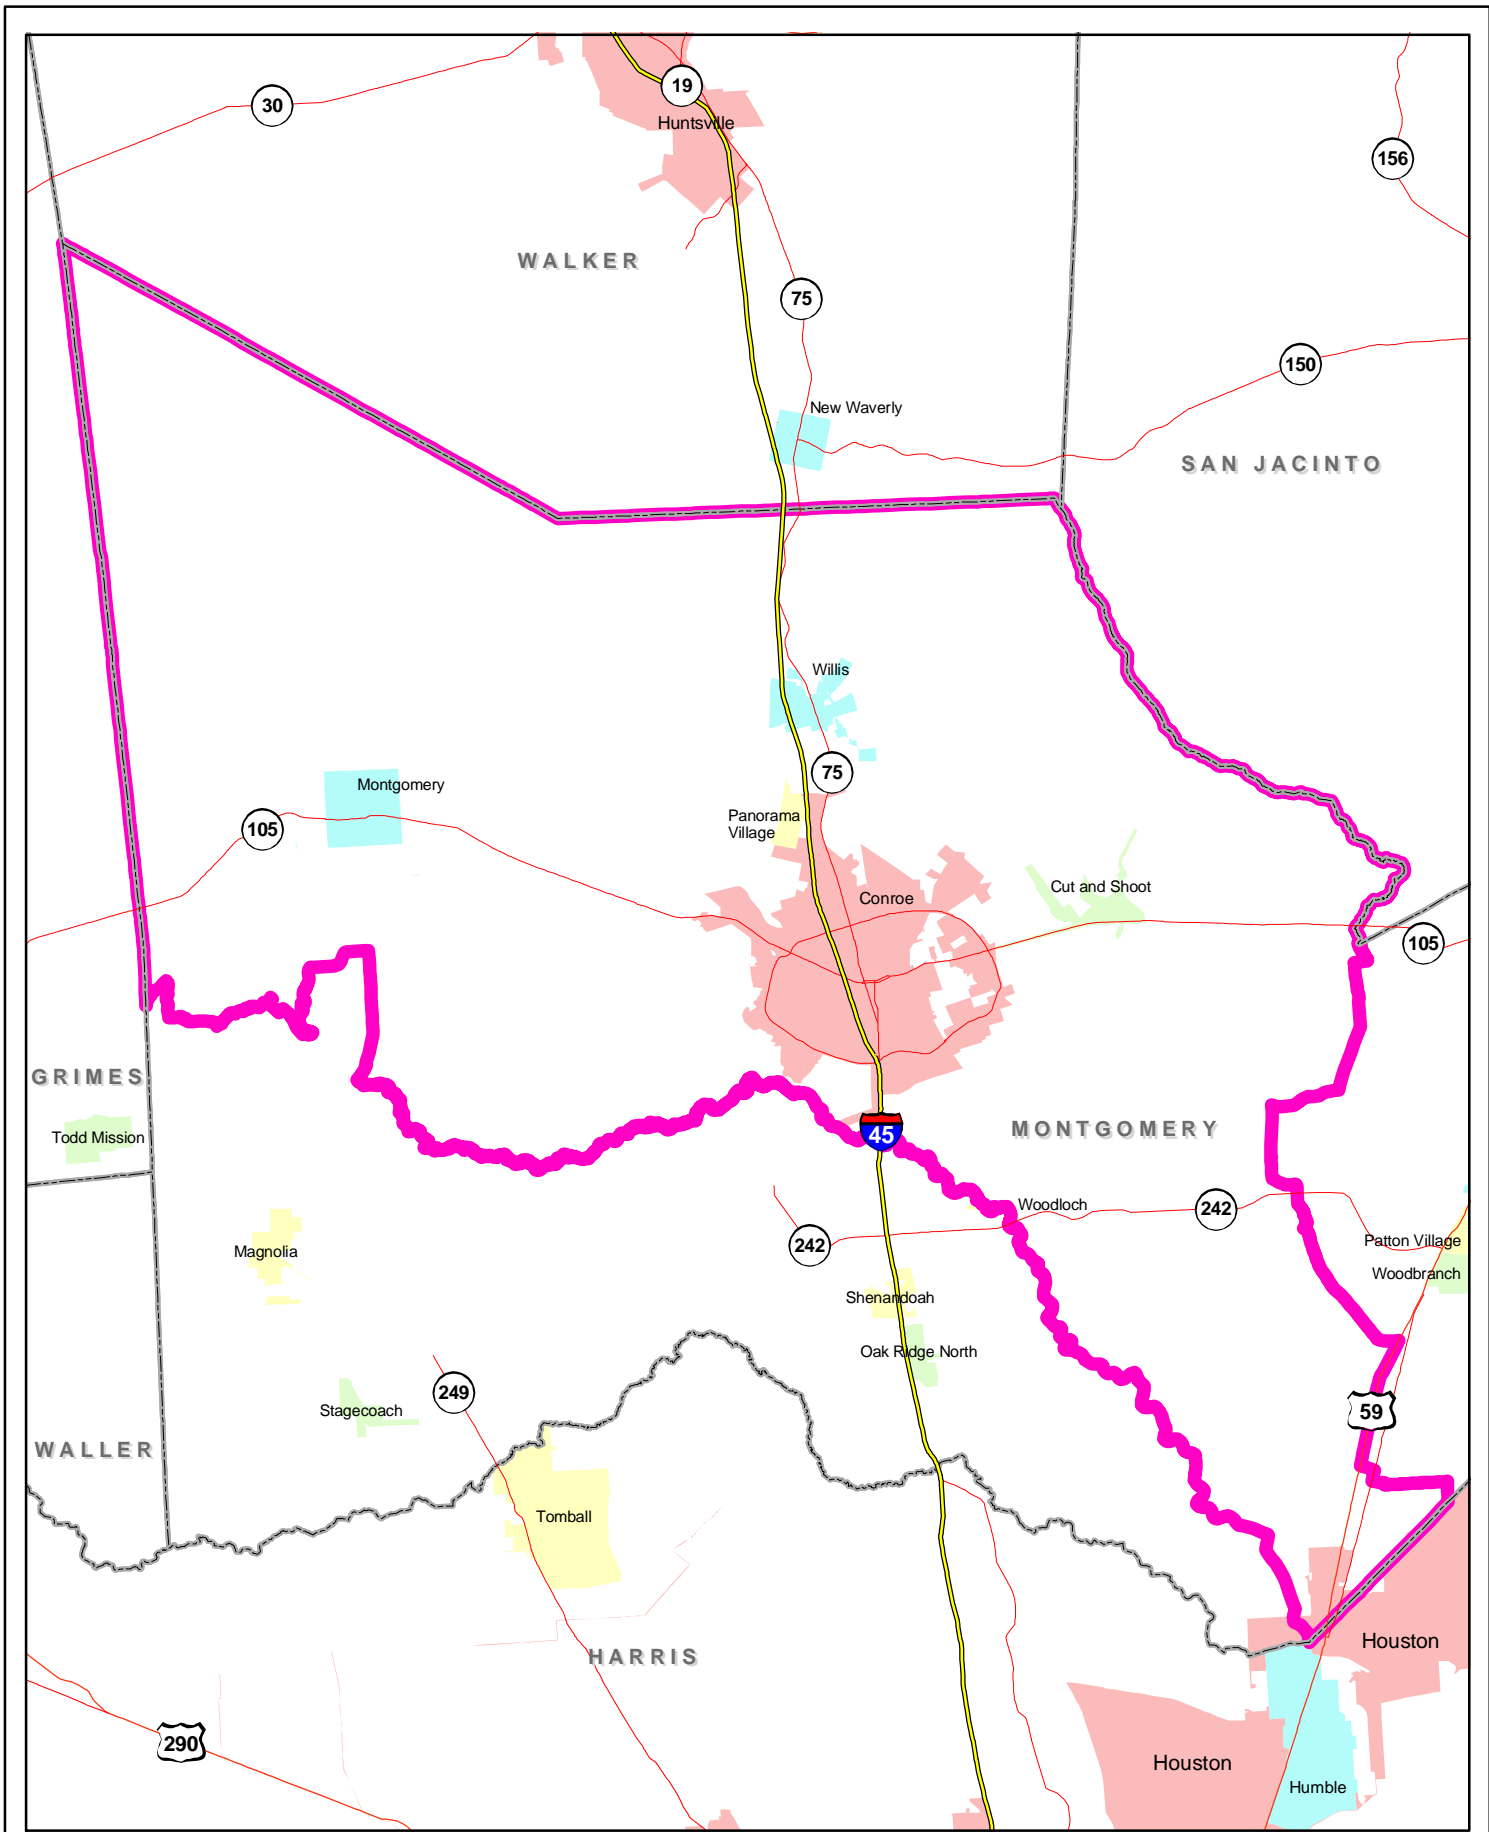 19
30
Huntsville
156
WALKER
75
150
New Waverly
SAN JACINTO
Willis
75
Montgomery
105
Panorama
Village
Conroe
Cut and Shoot
105
GRIMES
Todd Mission
45
MONTGOMERY
Woodloch
242
242
Magnolia
Patton Village
Woodbranch
Shenandoah
Oak Ridge North
249
Stagecoach
59
WALLER
Tomball
HARRIS
Houston
290
Houston
Humble